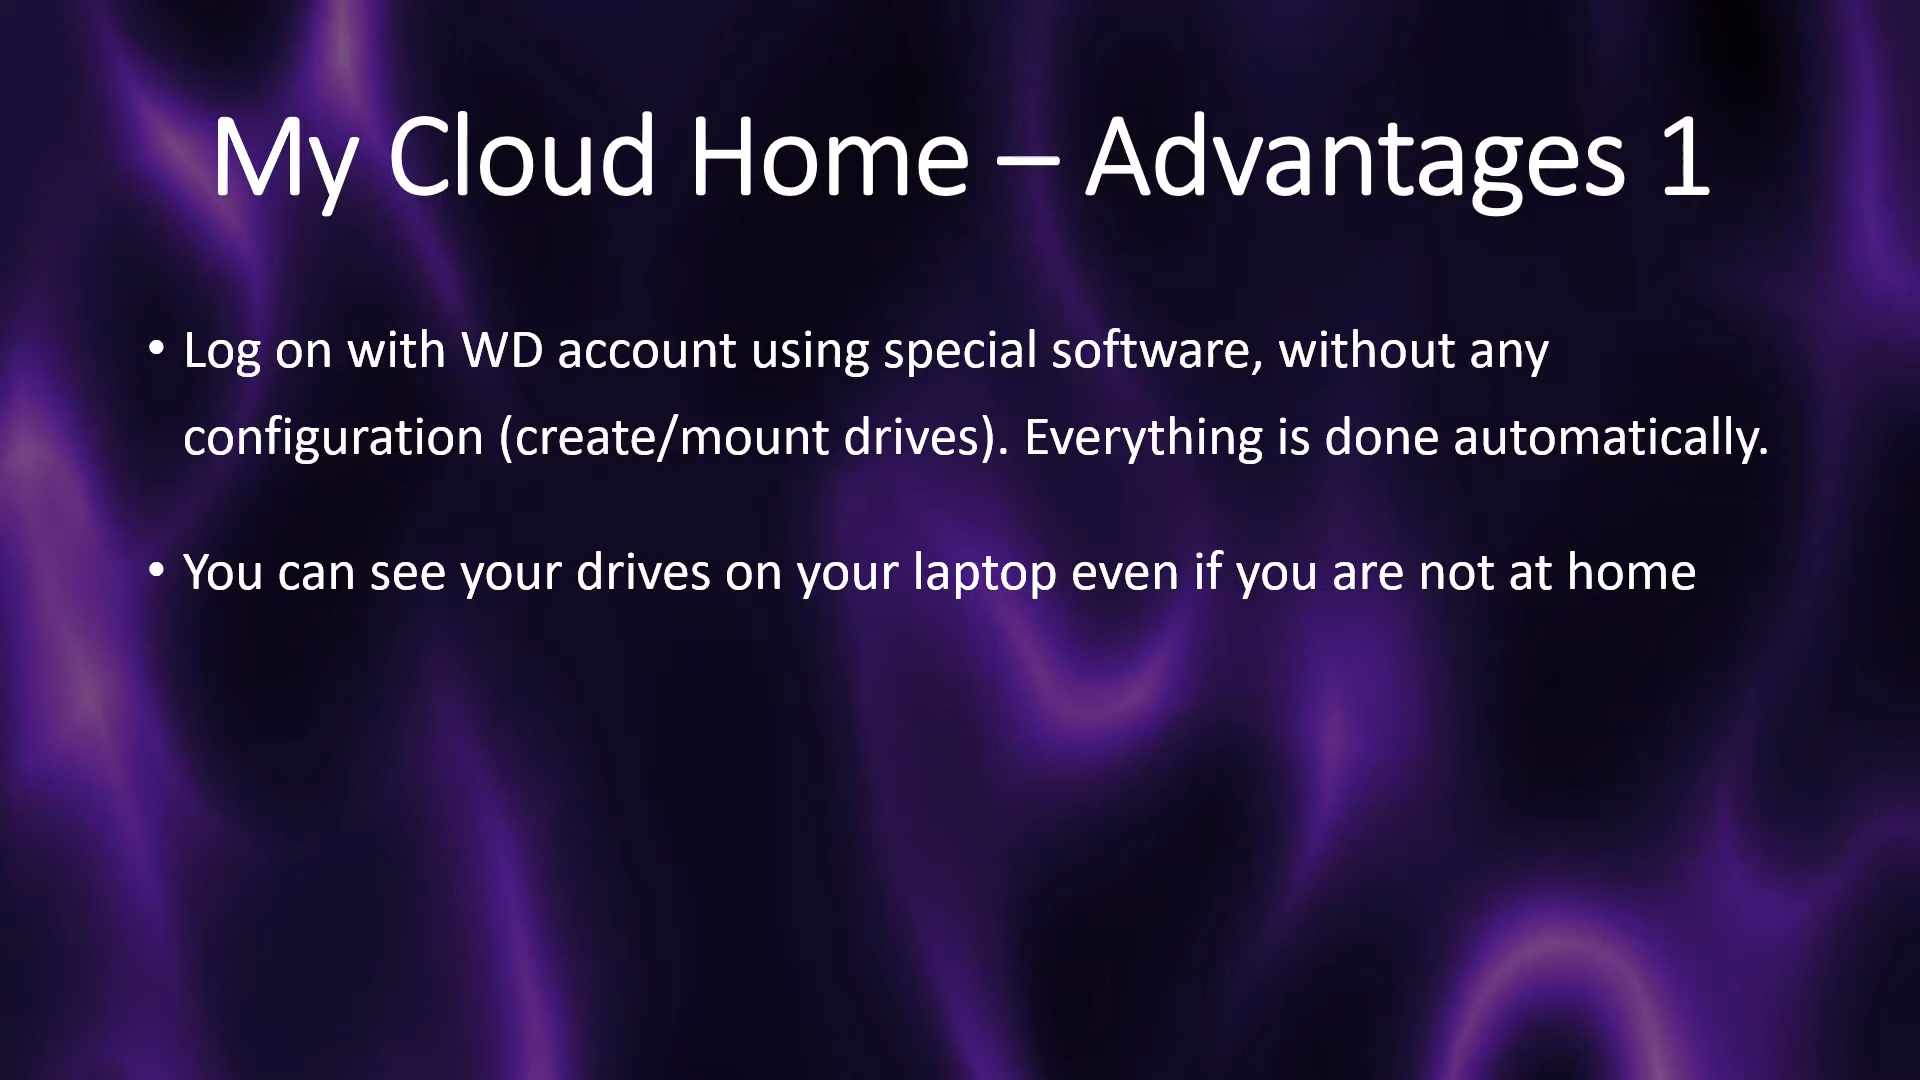 My Cloud Home – Advantages 1
• Log on with WD account using special software, without any
configuration (create/mount drives). Everything is done automatically.
• You can see your drives on your laptop even if you are not at home